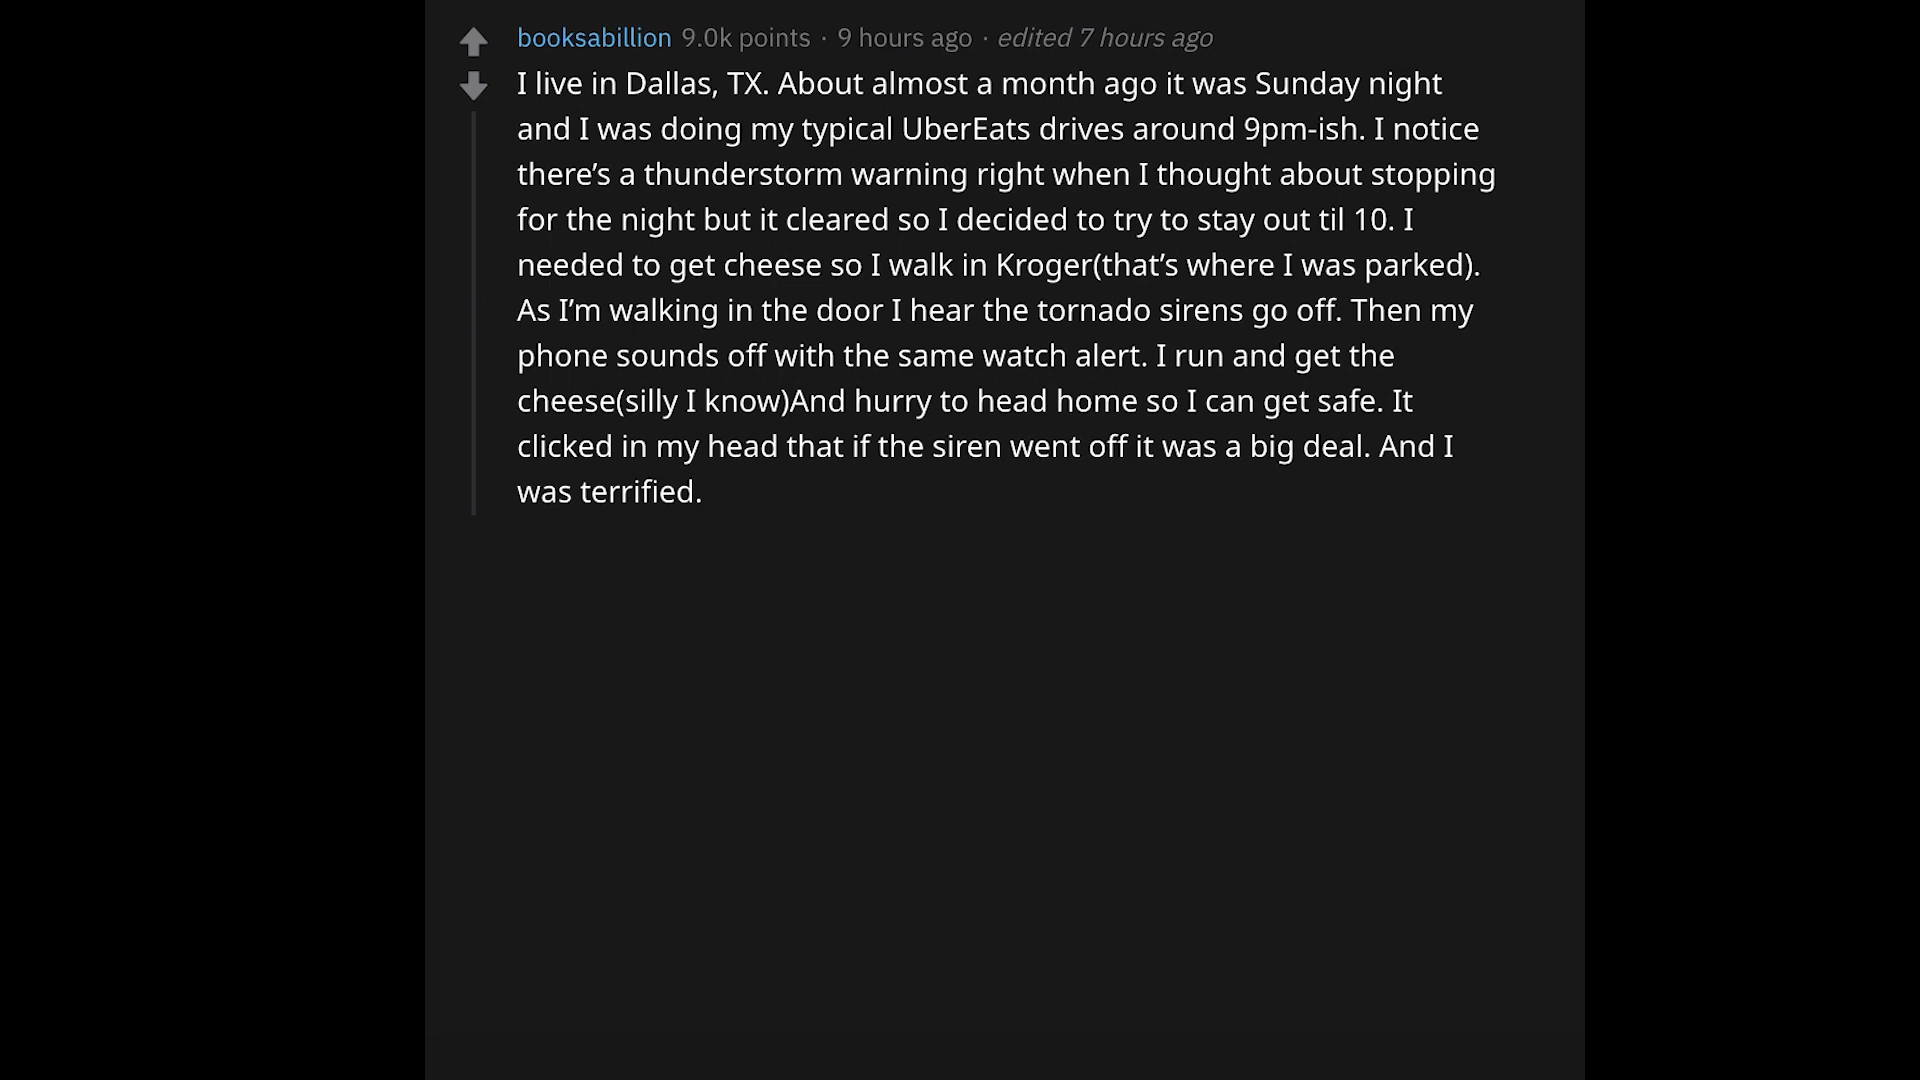 booksabillion 9.0k points · 9 hours ago · edited 7 hours ago
I live in Dallas, TX. About almost a month ago it was Sunday night
and I was doing my typical UberEats drives around 9pm-ish. I notice
there’s a thunderstorm warning right when I thought about stopping
for the night but it cleared so I decided to try to stay out til 10. I
needed to get cheese so I walk in Kroger(that’s where I was parked).
As I’m walking in the door I hear the tornado sirens go off. Then my
phone sounds off with the same watch alert. I run and get the
cheese(silly I know)And hurry to head home so I can get safe. It
clicked in my head that if the siren went off it was a big deal. And I
was terrified.